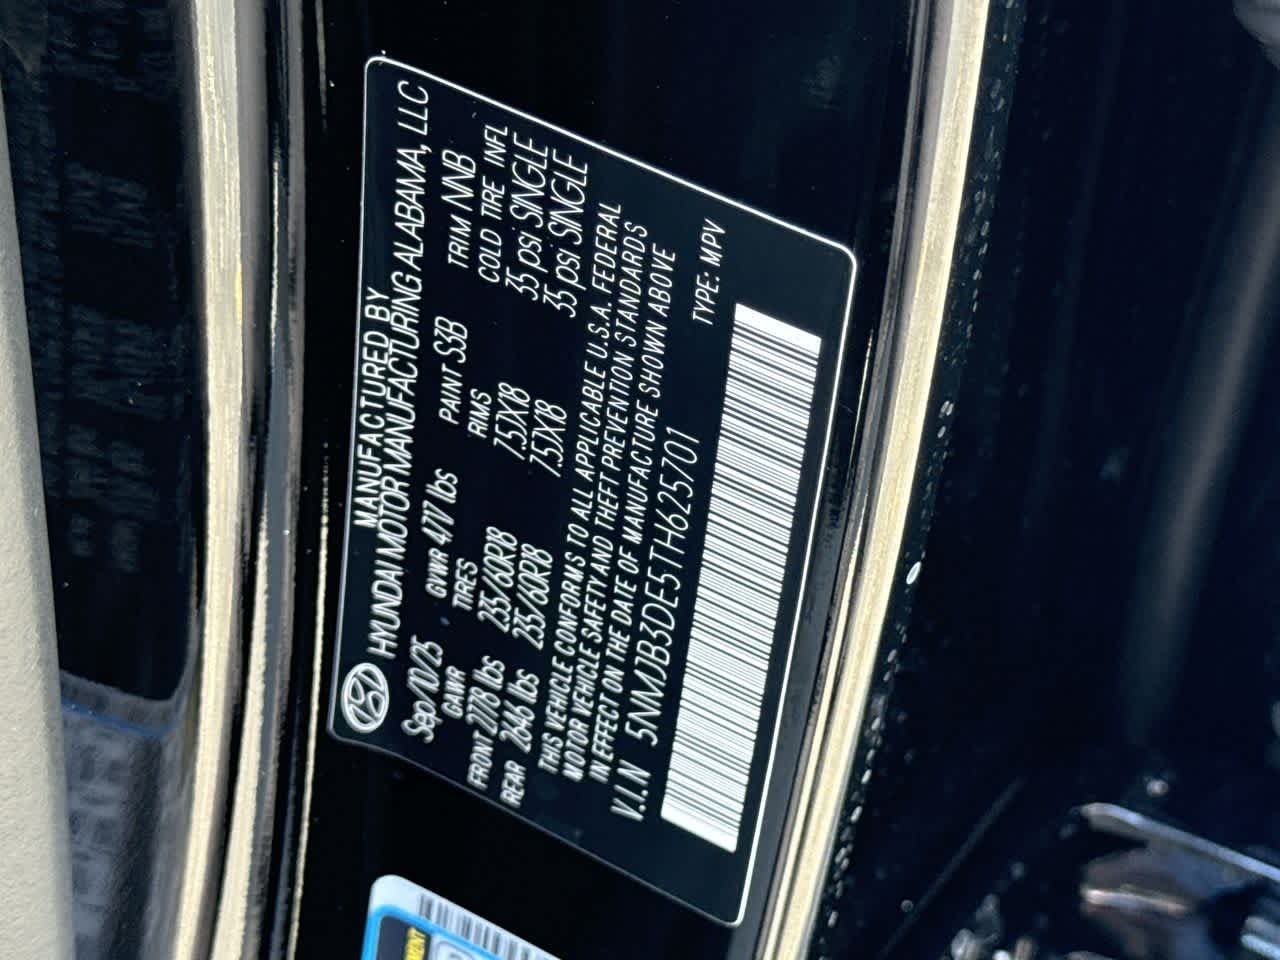 MANUFACTURED BY
HYUNDAI MOTOR MANUFACTURING ALABAMA, LLC
Sep/10/25 GVWR 4717 lbs PAINT S3B TRIM NNB
GAWR TIRES RIMS COLD TIRE INFL
FRONT 2778 lbs 235/60R18 7.5JX18 35 psi SINGLE
REAR 2646 lbs 235/60R18 7.5JX18 35 psi SINGLE
THIS VEHICLE CONFORMS TO ALL APPLICABLE U.S.A. FEDERAL
MOTOR VEHICLE SAFETY AND THEFT PREVENTION STANDARDS
IN EFFECT ON THE DATE OF MANUFACTURE SHOWN ABOVE
V.I.N 5NMJB3DE5TH625701 TYPE: MPV